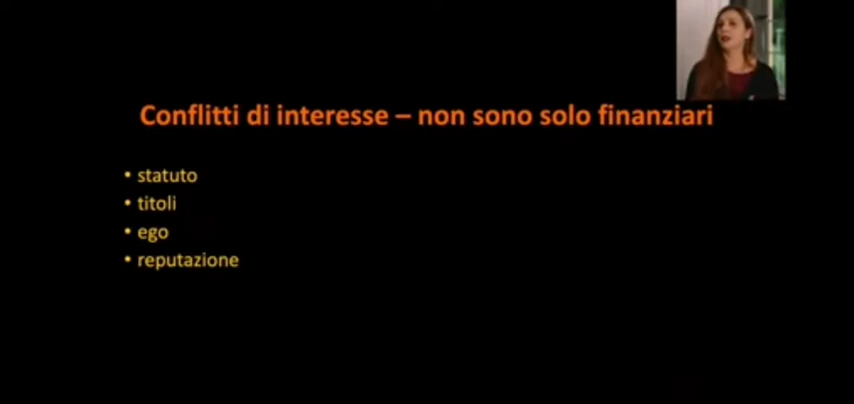 Conflitti di interesse – non sono solo finanziari
• statuto
• titoli
• ego
• reputazione